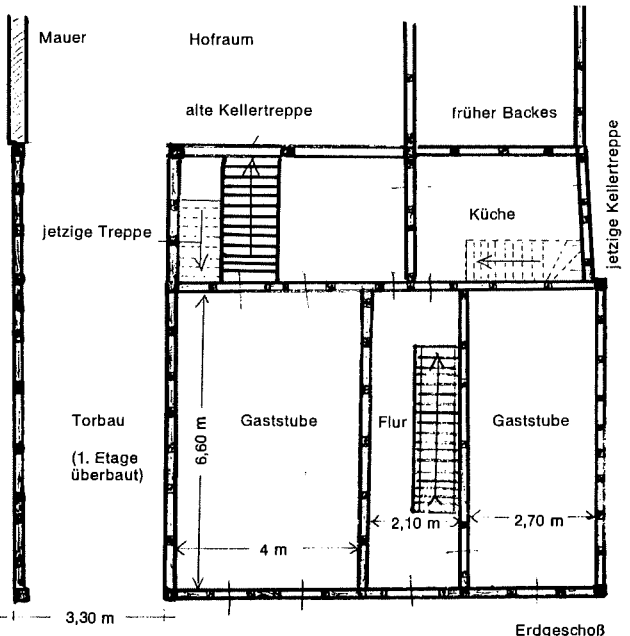 Mauer
Hofraum
alte Kellertreppe
früher Backes
jetzige Kellertreppe
Küche
jetzige Treppe
Torbau
(1. Etage
überbaut)
6,60 m
Gaststube
Flur
Gaststube
2,10 m
2,70 m
4 m
3,30 m
Erdgeschoß